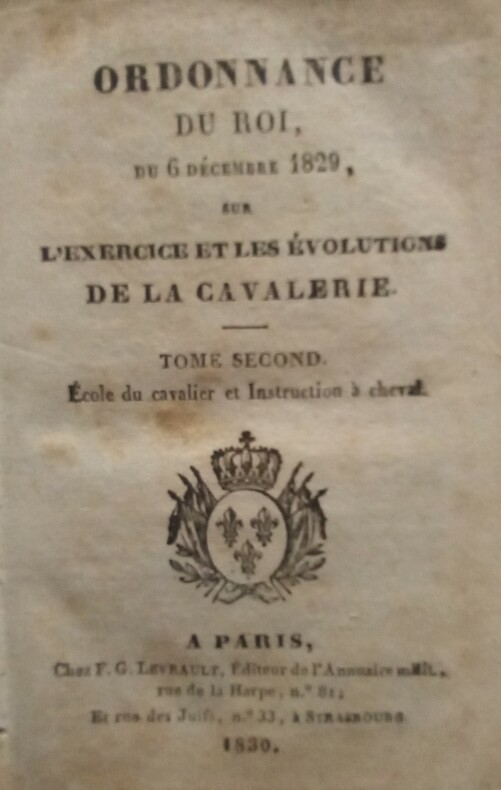 ORDONNANCE
DU ROI,
DU 6 DÉCEMBRE 1829,
SUR
L'EXERCICE ET LES ÉVOLUTIONS
DE LA CAVALERIE.
TOME SECOND.
École du cavalier et Instruction à cheval.
A PARIS,
Chez F. G. LEVRAULT, Éditeur de l'Annuaire milit.,
rue de la Harpe, n.° 81;
Et rue des Juifs, n.° 33, à STRASBOURG.
1830.